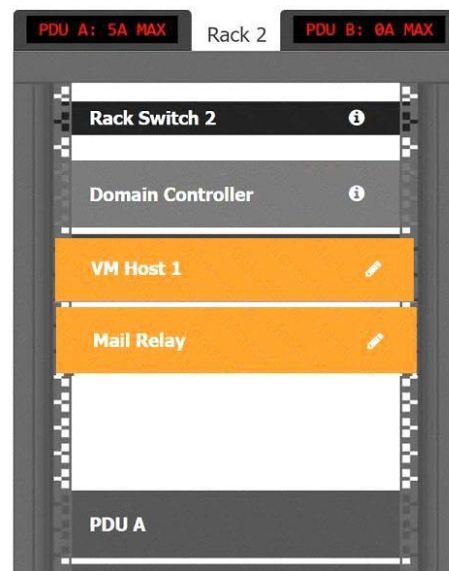 PDU A: 5A MAX
Rack 2
PDU B: 0A MAX
Rack Switch 2
Domain Controller
VM Host 1
Mail Relay
PDU A